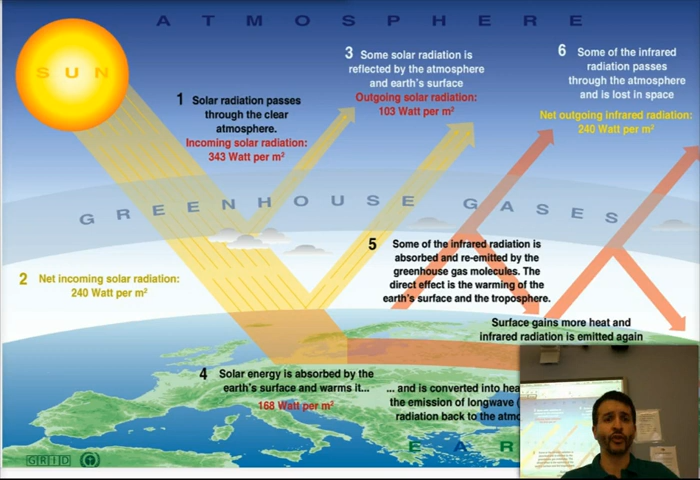 ATMOSPHERE
SUN
1 Solar radiation passes
through the clear
atmosphere.
Incoming solar radiation:
343 Watt per m²
3 Some solar radiation is
reflected by the atmosphere
and earth's surface
Outgoing solar radiation:
103 Watt per m²
6 Some of the infrared
radiation passes
through the atmosphere
and is lost in space
Net outgoing infrared radiation:
240 Watt per m²
GREENHOUSE GASES
2 Net incoming solar radiation:
240 Watt per m²
5 Some of the infrared radiation is
absorbed and re-emitted by the
greenhouse gas molecules. The
direct effect is the warming of the
earth's surface and the troposphere.
Surface gains more heat and
infrared radiation is emitted again
4 Solar energy is absorbed by the
earth's surface and warms it...
168 Watt per m²
... and is converted into hea
the emission of longwave (
radiation back to the atmo
EAR
GRID